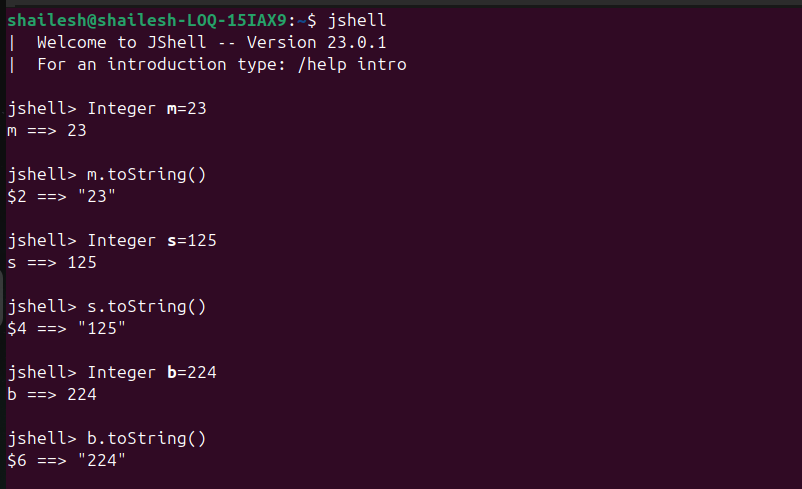 shailesh@shailesh-LOQ-15IAX9:~$ jshell
|  Welcome to JShell -- Version 23.0.1
|  For an introduction type: /help intro
jshell> Integer m=23
m ==> 23
jshell> m.toString()
$2 ==> "23"
jshell> Integer s=125
s ==> 125
jshell> s.toString()
$4 ==> "125"
jshell> Integer b=224
b ==> 224
jshell> b.toString()
$6 ==> "224"